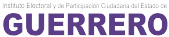 Instituto Electoral y de Participación Ciudadana del Estado de
GUERRERO